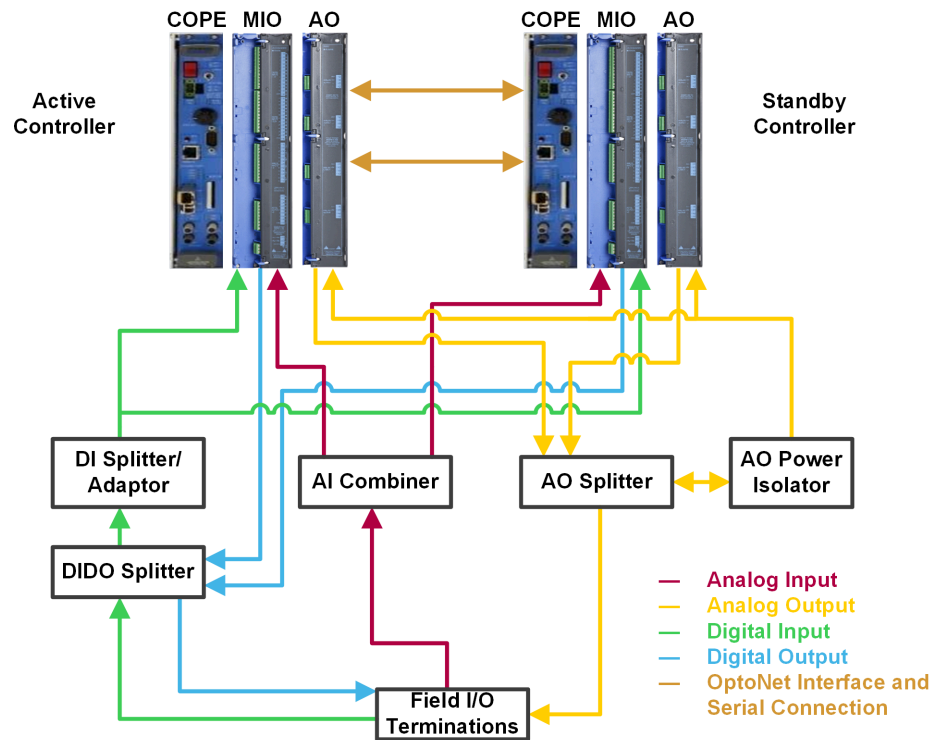 COPE MIO AO
COPE MIO AO
Active
Controller
Standby
Controller
DI Splitter/
Adaptor
AI Combiner
AO Splitter
AO Power
Isolator
DIDO Splitter
Field I/O
Terminations
Analog Input
Analog Output
Digital Input
Digital Output
OptoNet Interface and
Serial Connection